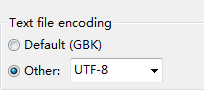 Text file encoding
Default (GBK)
Other: UTF-8